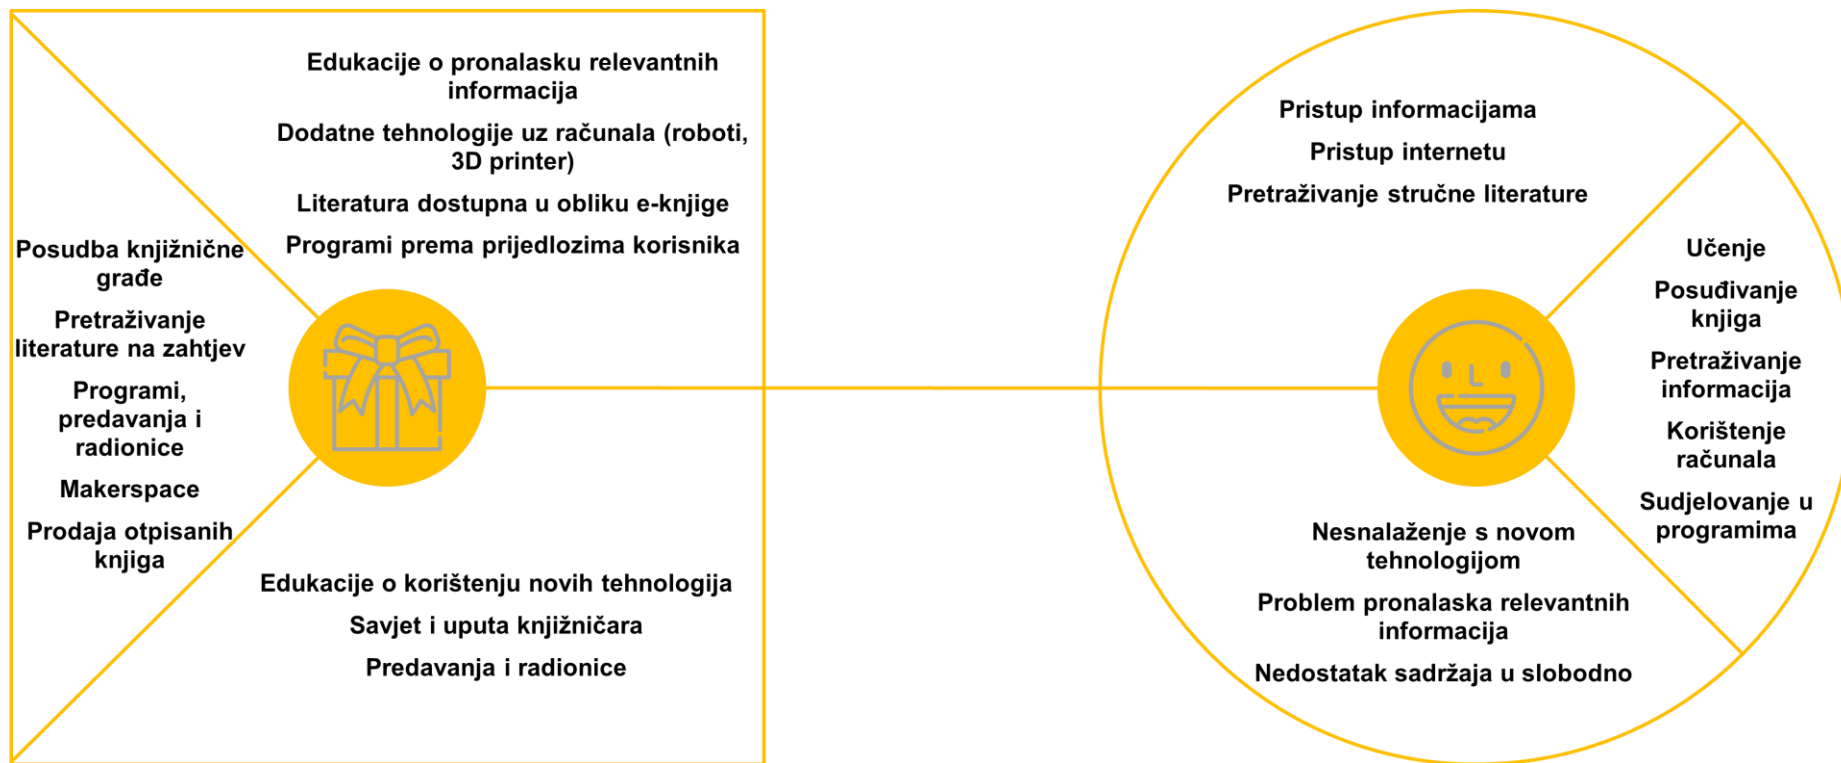 Edukacije o pronalasku relevantnih
informacija
Dodatne tehnologije uz računala (roboti,
3D printer)
Literatura dostupna u obliku e-knjige
Programi prema prijedlozima korisnika
Posudba knjižnične
građe
Pretraživanje
literature na zahtjev
Programi,
predavanja i
radionice
Makerspace
Prodaja otpisanih
knjiga
Edukacije o korištenju novih tehnologija
Savjet i uputa knjižničara
Predavanja i radionice
Pristup informacijama
Pristup internetu
Pretraživanje stručne literature
Učenje
Posuđivanje
knjiga
Pretraživanje
informacija
Korištenje
računala
Sudjelovanje u
programima
Nesnalaženje s novom
tehnologijom
Problem pronalaska relevantnih
informacija
Nedostatak sadržaja u slobodno